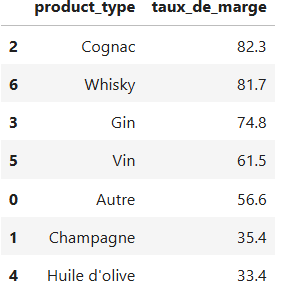 product_type taux_de_marge
2 Cognac 82.3
6 Whisky 81.7
3 Gin 74.8
5 Vin 61.5
0 Autre 56.6
1 Champagne 35.4
4 Huile d'olive 33.4